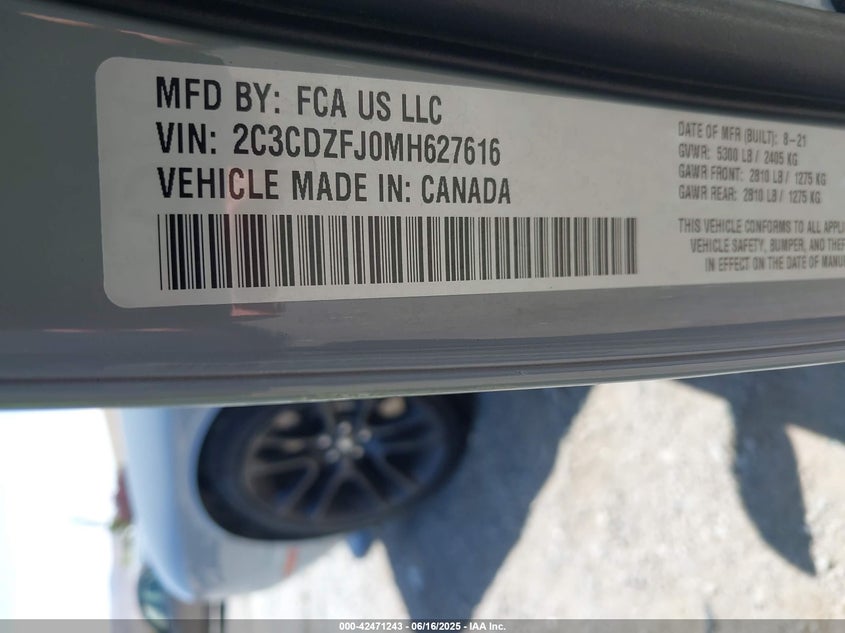 MFD BY: FCA US LLC
VIN: 2C3CDZFJ0MH627616
VEHICLE MADE IN: CANADA
DATE OF MFR (BUILT): 8-21
GVWR: 5300 LB / 2405 KG
GAWR FRONT: 2810 LB / 1275 KG
GAWR REAR: 2810 LB / 1275 KG
THIS VEHICLE CONFORMS TO ALL APPLI
VEHICLE SAFETY, BUMPER, AND THEF
IN EFFECT ON THE DATE OF MANU
000-42471243 - 06/16/2025 - IAA Inc.